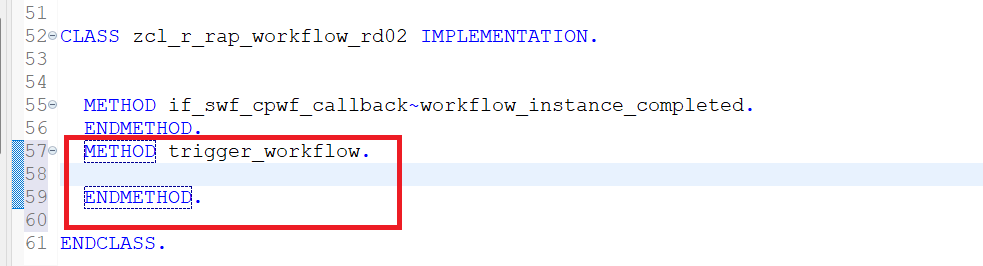 51
52 CLASS zcl_r_rap_workflow_rd02 IMPLEMENTATION.
53
54
55 METHOD if_swf_cpwf_callback~workflow_instance_completed.
56 ENDMETHOD.
57 METHOD trigger_workflow.
58
59 ENDMETHOD.
60
61 ENDCLASS.